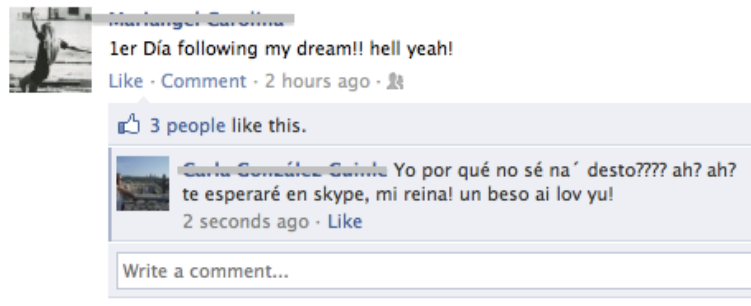 1er Día following my dream!! hell yeah!
Like · Comment · 2 hours ago ·
3 people like this.
Yo por qué no sé na´ desto???? ah? ah?
te esperaré en skype, mi reina! un beso ai lov yu!
2 seconds ago · Like
Write a comment...